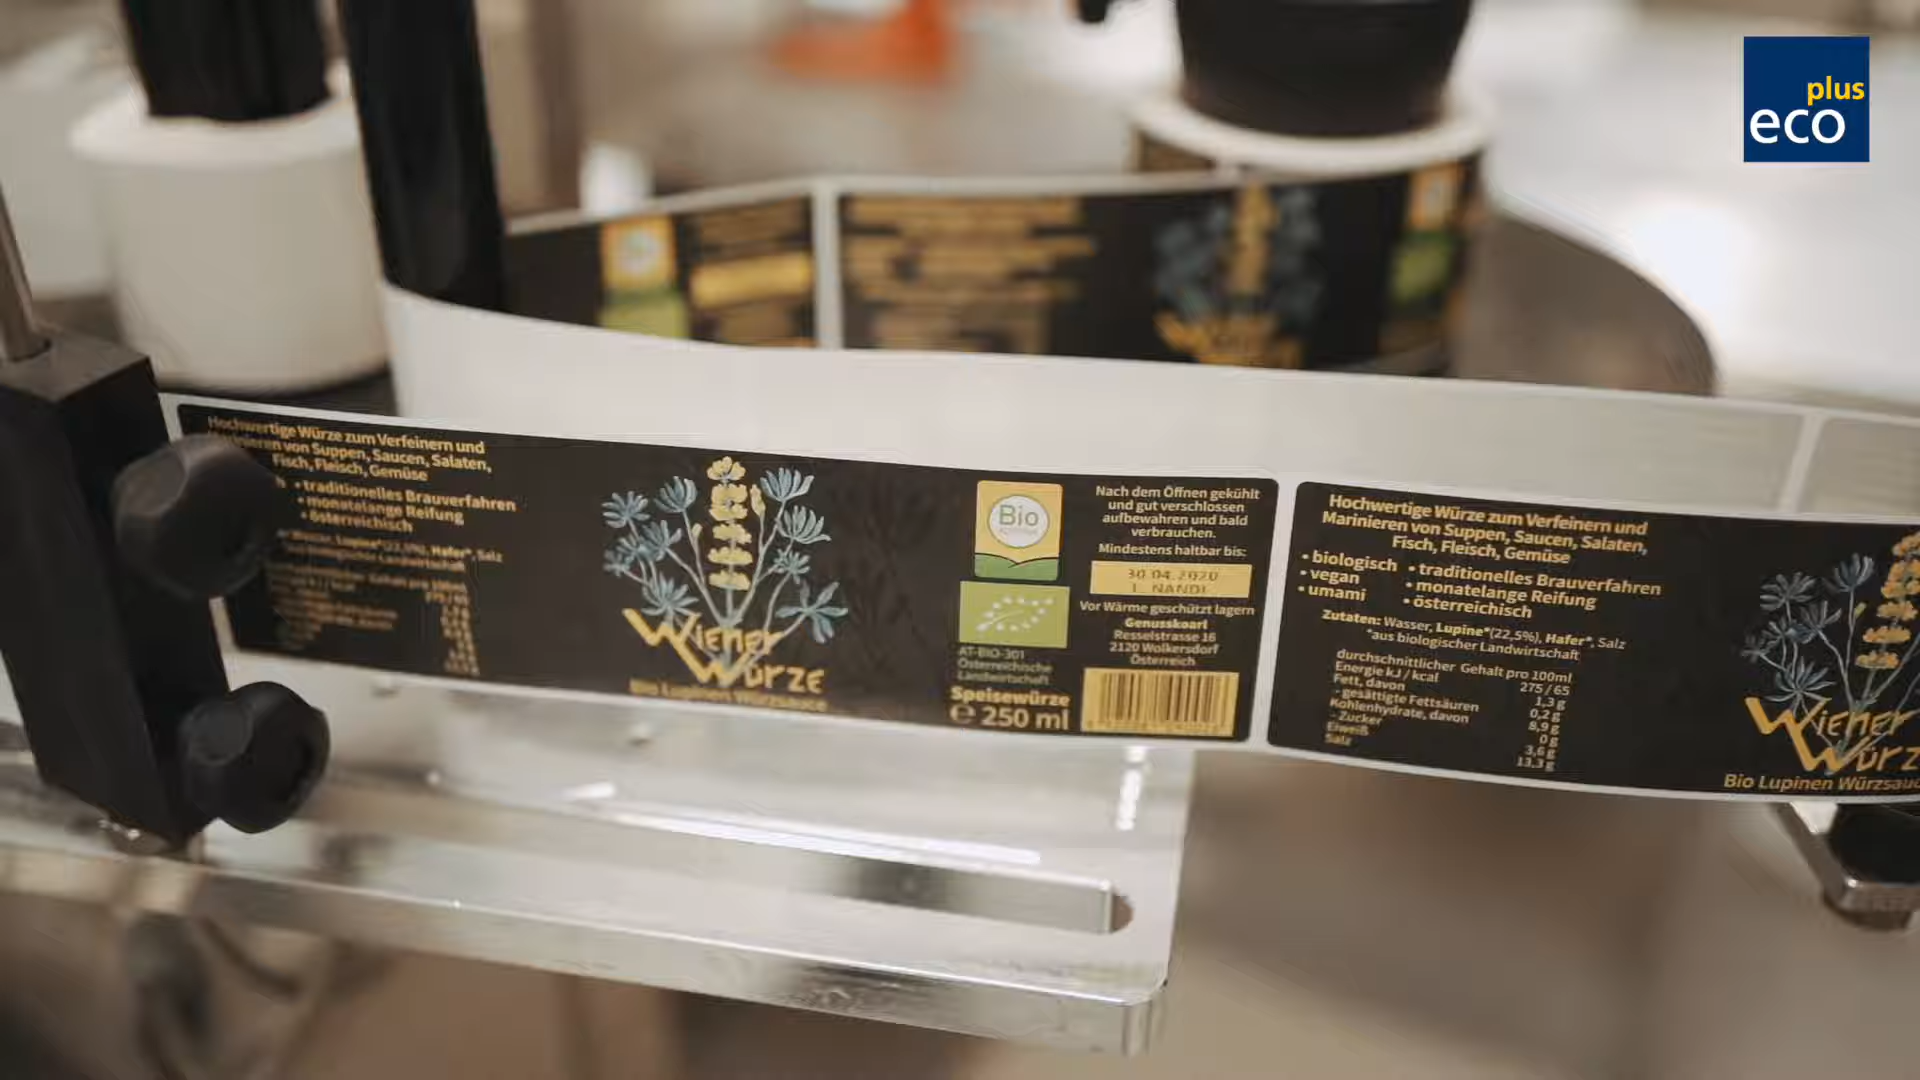 plus
eco
Hochwertige Würze zum Verfeinern und
Marinieren von Suppen, Saucen, Salaten,
Fisch, Fleisch, Gemüse
• traditionelles Brauverfahren
• monatelange Reifung
• österreichisch
Wasser, Lupine*(22,5%), Hafer*, Salz
Wiener
Würze
Bio Lupinen Würzsauce
Bio
AT-BIO-301
Österreichische
Landwirtschaft
Speisewürze
e 250 ml
Nach dem Öffnen gekühlt
und gut verschlossen
aufbewahren und bald
verbrauchen.
Mindestens haltbar bis:
30.04.2020
L. NANDI
Vor Wärme geschützt lagern
Genusskoarl
Resselstrasse 16
2120 Wolkersdorf
Österreich
Hochwertige Würze zum Verfeinern und
Marinieren von Suppen, Saucen, Salaten,
Fisch, Fleisch, Gemüse
• biologisch • traditionelles Brauverfahren
• vegan • monatelange Reifung
• umami • österreichisch
Zutaten: Wasser, Lupine*(22,5%), Hafer*, Salz
*aus biologischer Landwirtschaft
durchschnittlicher Gehalt pro 100ml
Energie kJ / kcal 275 / 65
Fett, davon 1,3 g
- gesättigte Fettsäuren 0,2 g
Kohlenhydrate, davon 8,9 g
- Zucker 0 g
Eiweiß 3,6 g
Salz 13,3 g
Wiener
Würz
Bio Lupinen Würzsauc